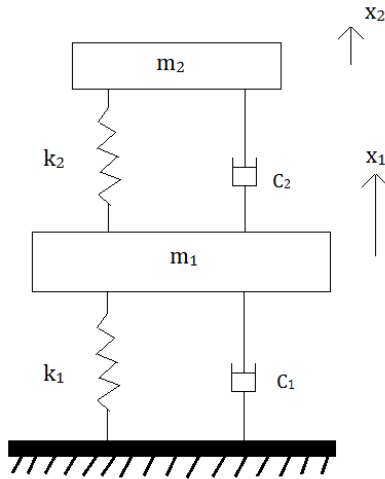 x₂
m₂
x₁
k₂
C₂
m₁
k₁
C₁